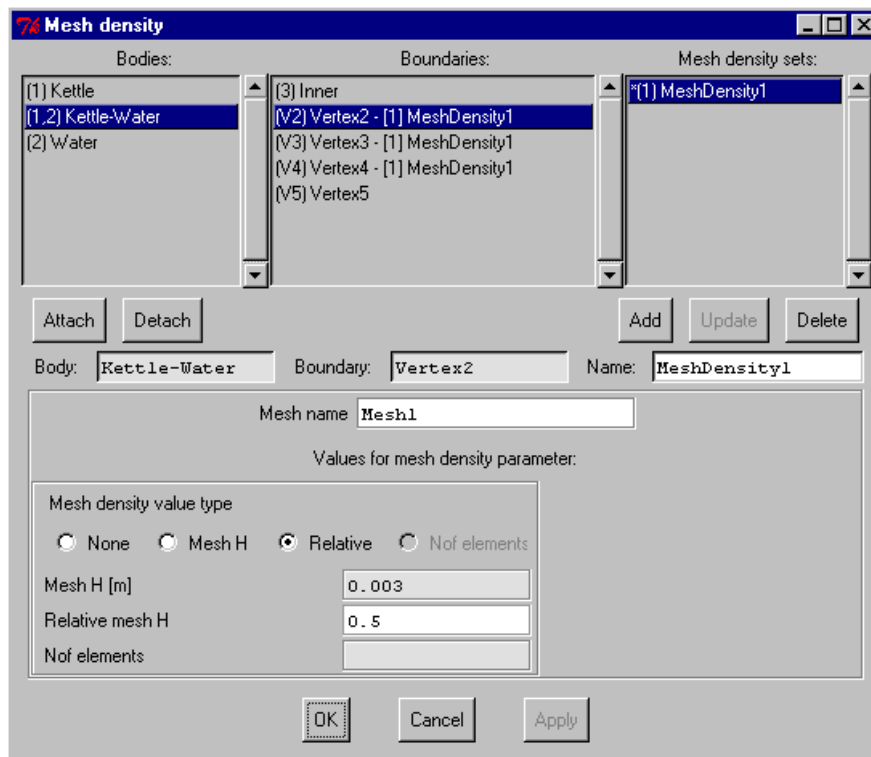 Mesh density
Bodies: Boundaries: Mesh density sets:
(1) Kettle (3) Inner *(1) MeshDensity1
(1,2) Kettle-Water (V2) Vertex2 - [1] MeshDensity1
(2) Water (V3) Vertex3 - [1] MeshDensity1
(V4) Vertex4 - [1] MeshDensity1
(V5) Vertex5
Attach Detach Add Update Delete
Body: Kettle-Water Boundary: Vertex2 Name: MeshDensity1
Mesh name Mesh1
Values for mesh density parameter:
Mesh density value type
None Mesh H Relative Nof elements
Mesh H [m] 0.003
Relative mesh H 0.5
Nof elements
OK Cancel Apply